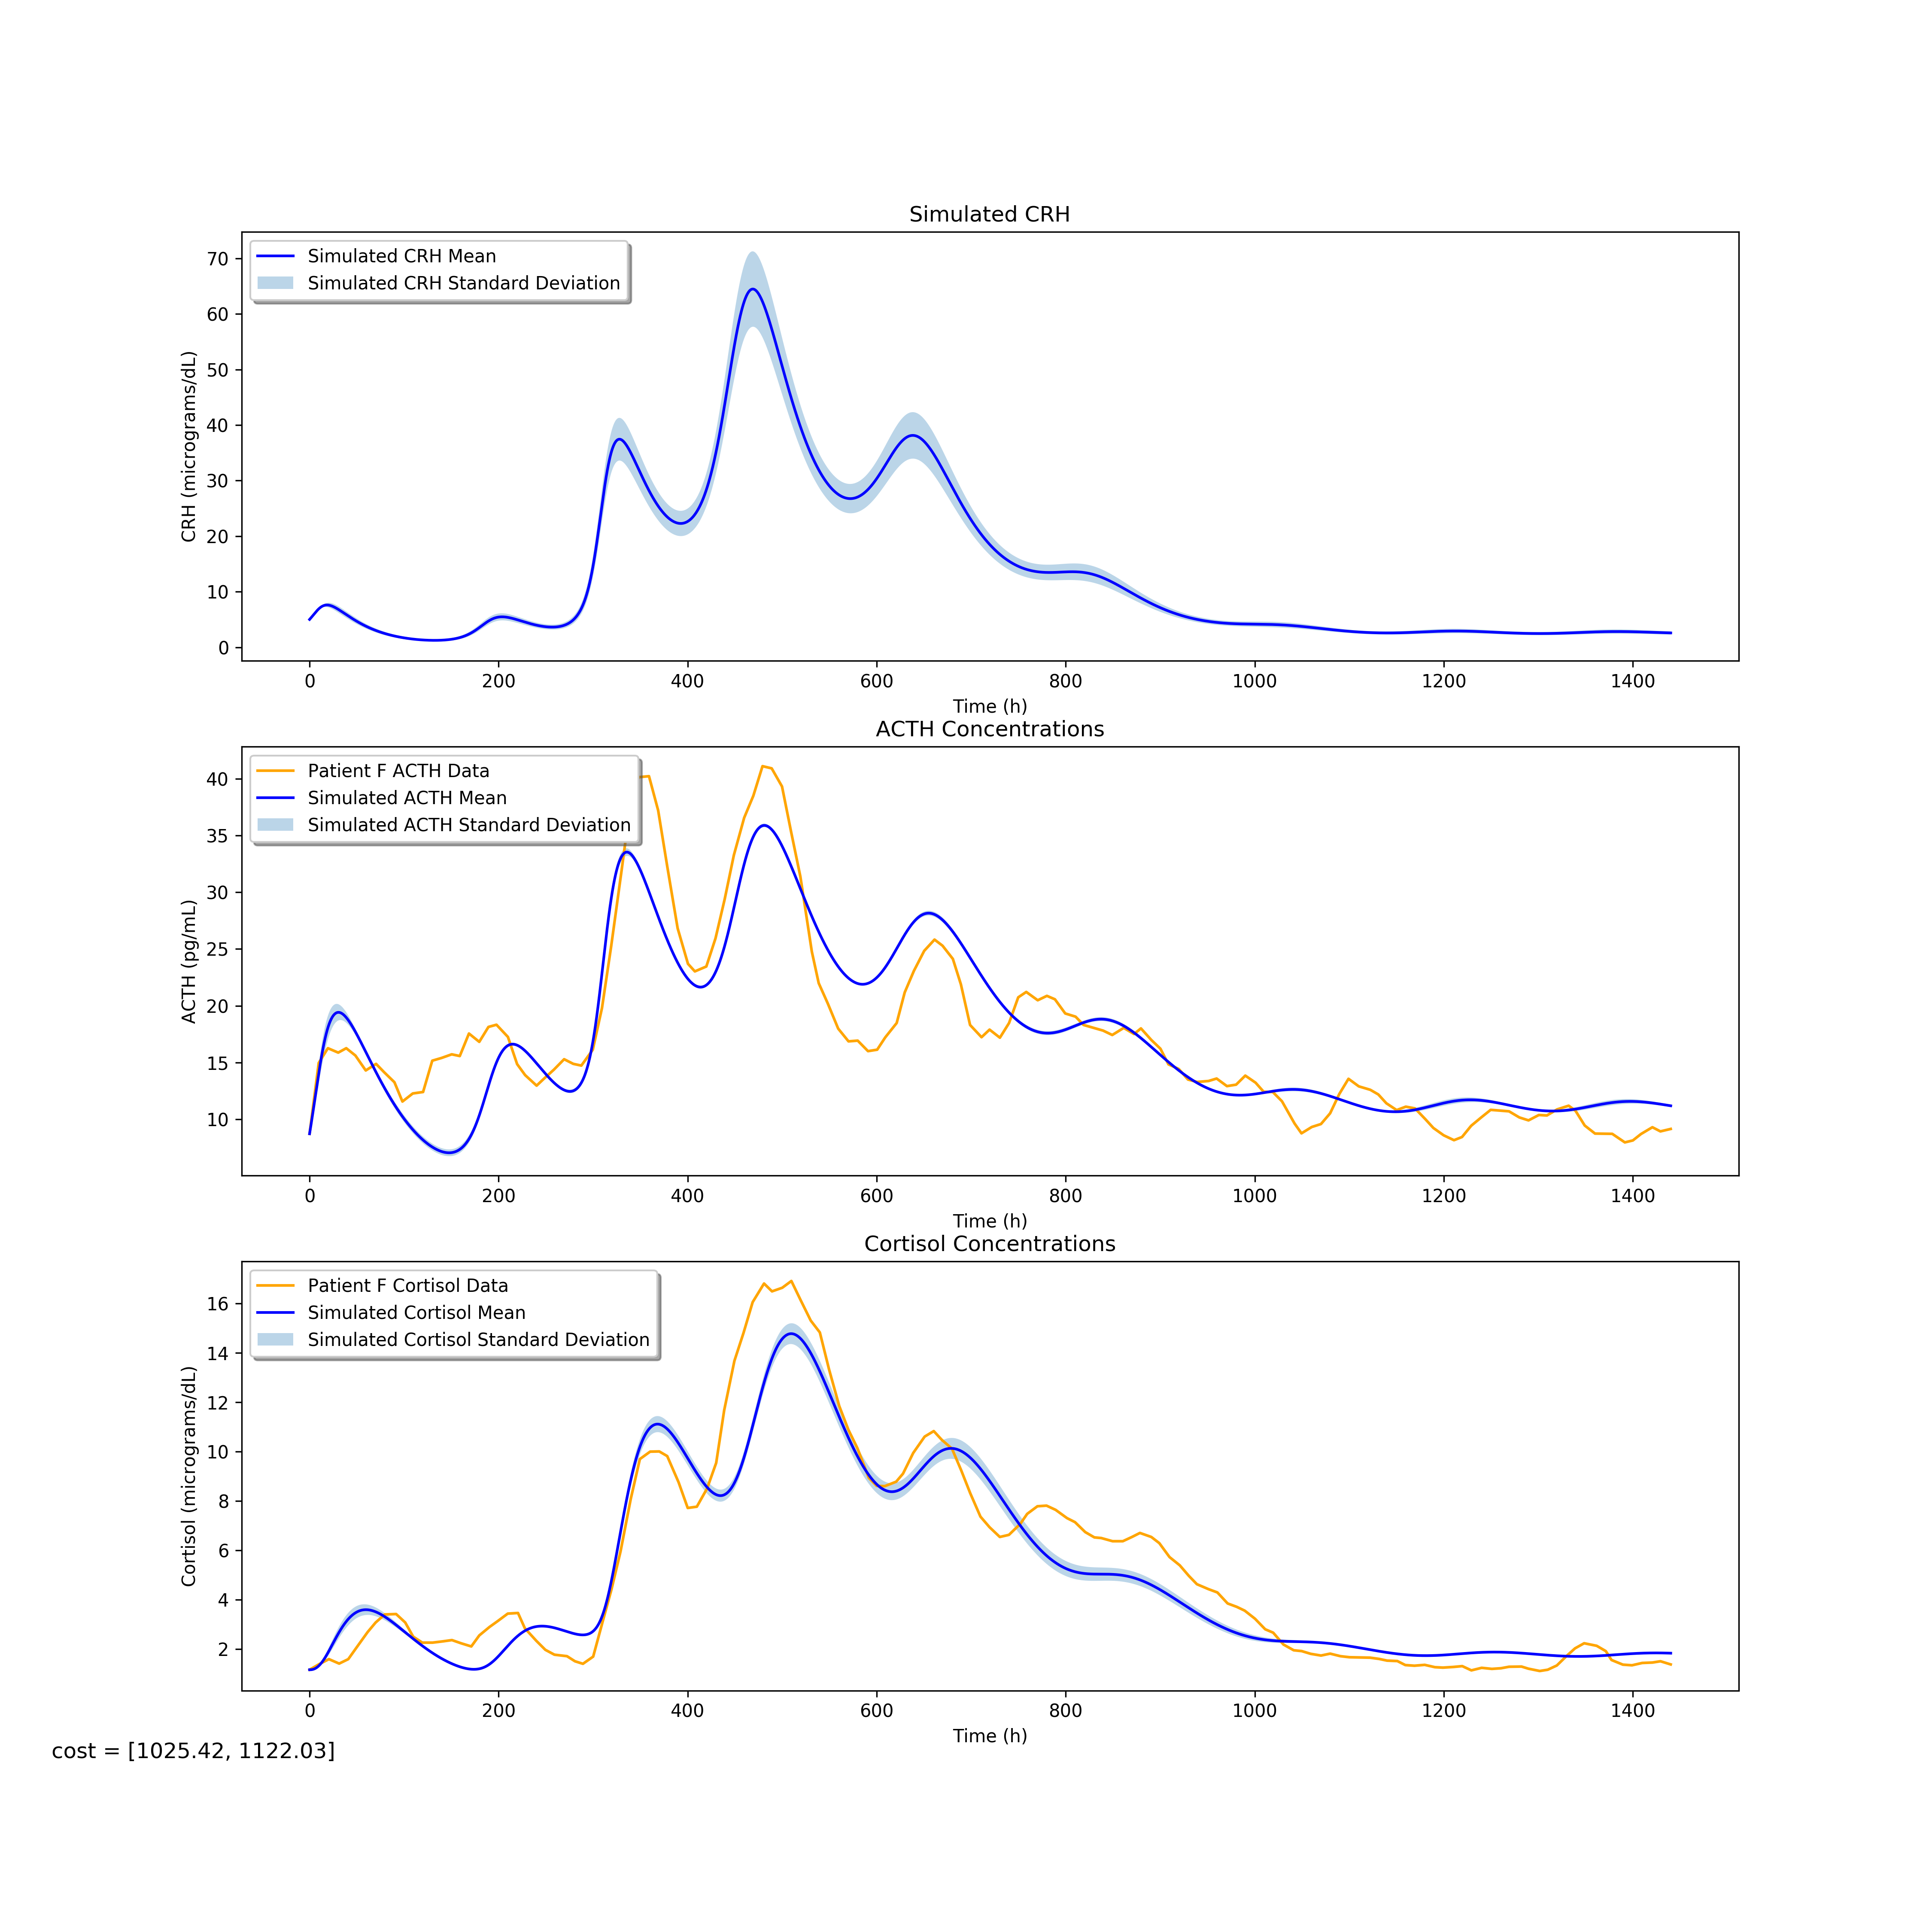 Simulated CRH
Simulated CRH Mean
Simulated CRH Standard Deviation
CRH (micrograms/dL)
70
60
50
40
30
20
10
0
0 200 400 600 800 1000 1200 1400
Time (h)
ACTH Concentrations
Patient F ACTH Data
Simulated ACTH Mean
Simulated ACTH Standard Deviation
ACTH (pg/mL)
40
35
30
25
20
15
10
0 200 400 600 800 1000 1200 1400
Time (h)
Cortisol Concentrations
Patient F Cortisol Data
Simulated Cortisol Mean
Simulated Cortisol Standard Deviation
Cortisol (micrograms/dL)
16
14
12
10
8
6
4
2
0 200 400 600 800 1000 1200 1400
Time (h)
cost = [1025.42, 1122.03]